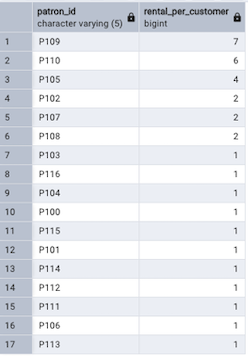 patron_id rental_per_customer
character varying (5) bigint
1 P109 7
2 P110 6
3 P105 4
4 P102 2
5 P107 2
6 P108 2
7 P103 1
8 P116 1
9 P104 1
10 P100 1
11 P115 1
12 P101 1
13 P114 1
14 P112 1
15 P111 1
16 P106 1
17 P113 1